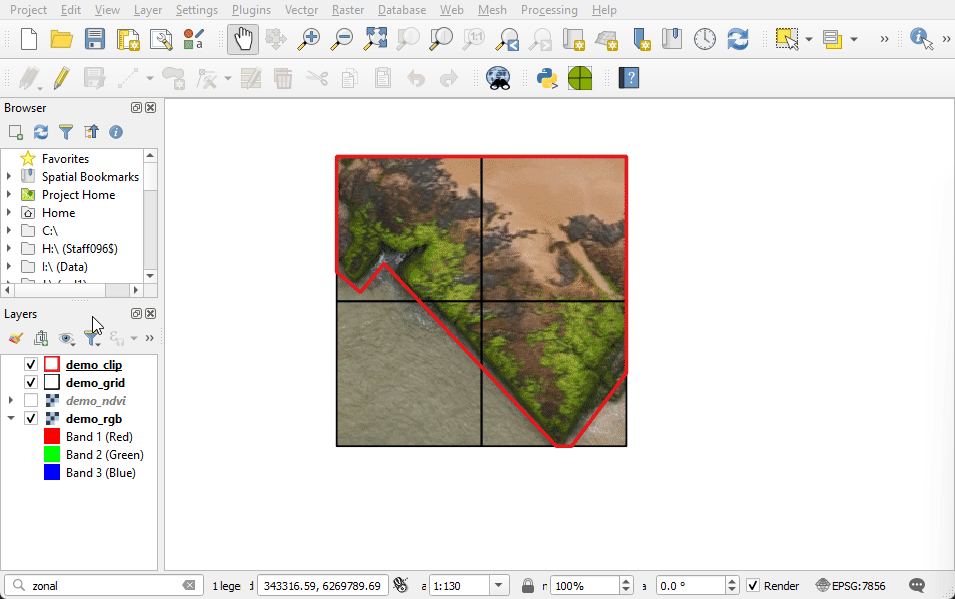 Project Edit View Layer Settings Plugins Vector Raster Database Web Mesh Processing Help
Browser
Favorites
Spatial Bookmarks
Project Home
Home
C:\
H:\ (Staff096$)
I:\ (Data)
Layers
demo_clip
demo_grid
demo_ndvi
demo_rgb
Band 1 (Red)
Band 2 (Green)
Band 3 (Blue)
zonal 1 lege 343316.59, 6269789.69 a 1:130 100% 0.0 ° Render EPSG:7856